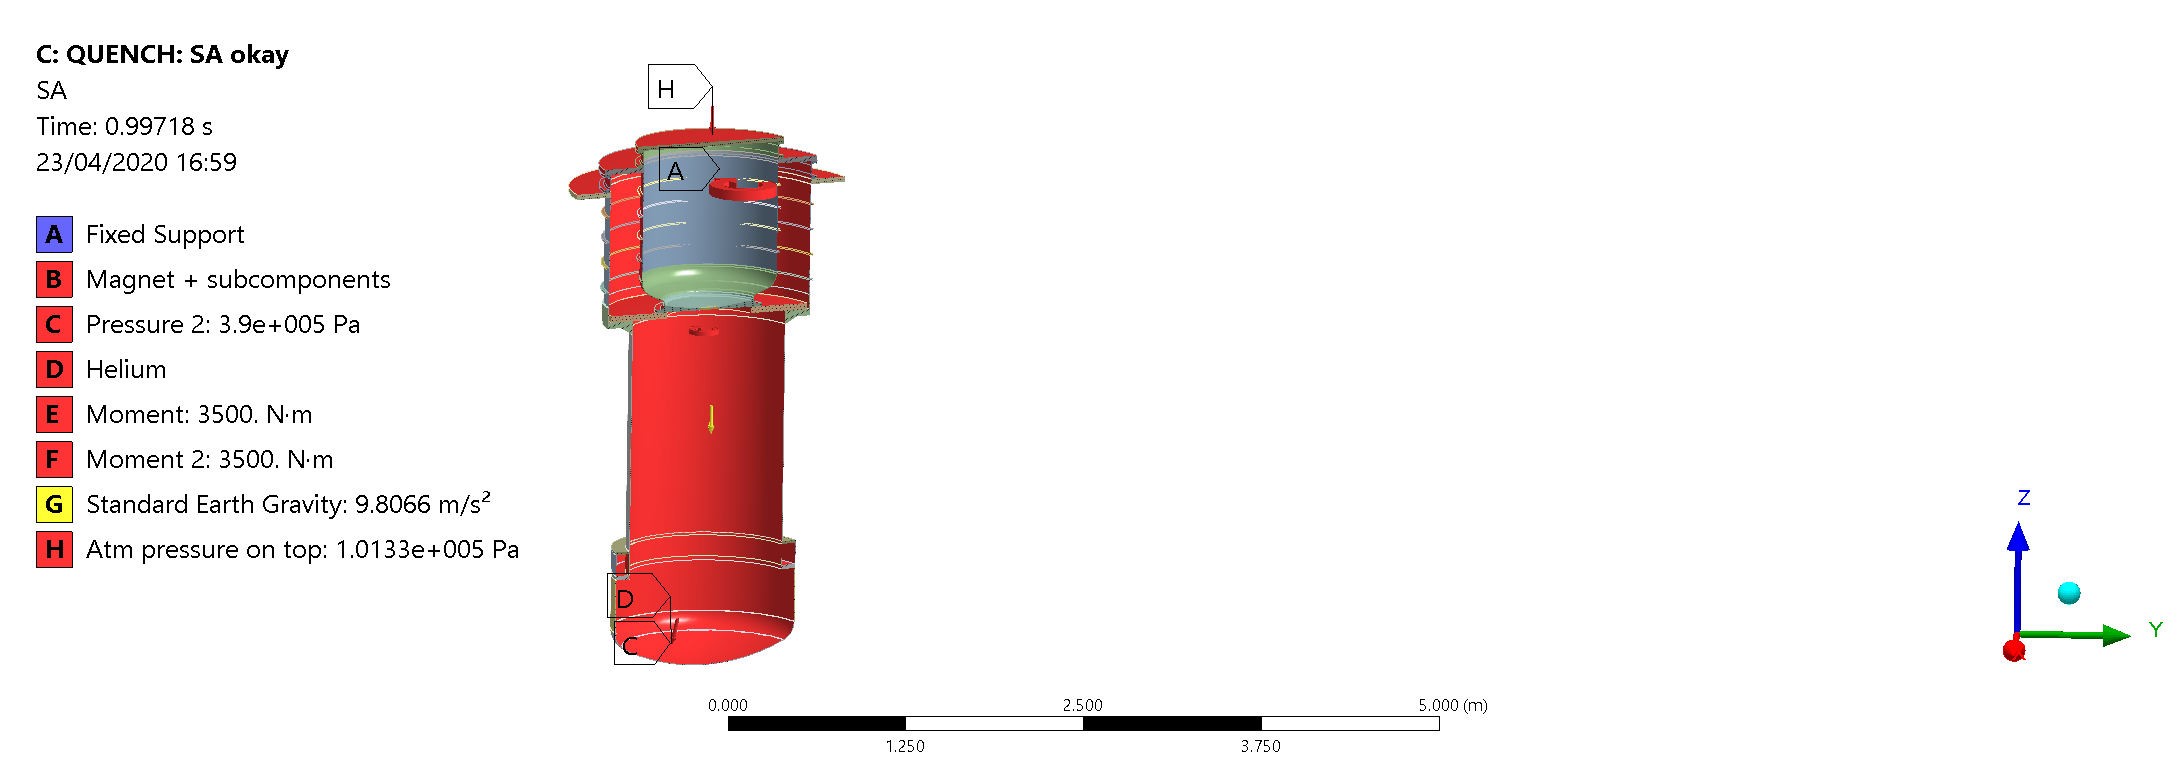 C: QUENCH: SA okay
SA
Time: 0.99718 s
23/04/2020 16:59
A Fixed Support
B Magnet + subcomponents
C Pressure 2: 3.9e+005 Pa
D Helium
E Moment: 3500. N·m
F Moment 2: 3500. N·m
G Standard Earth Gravity: 9.8066 m/s²
H Atm pressure on top: 1.0133e+005 Pa
H
A
D
C
Z
Y
0.000 2.500 5.000 (m)
1.250 3.750